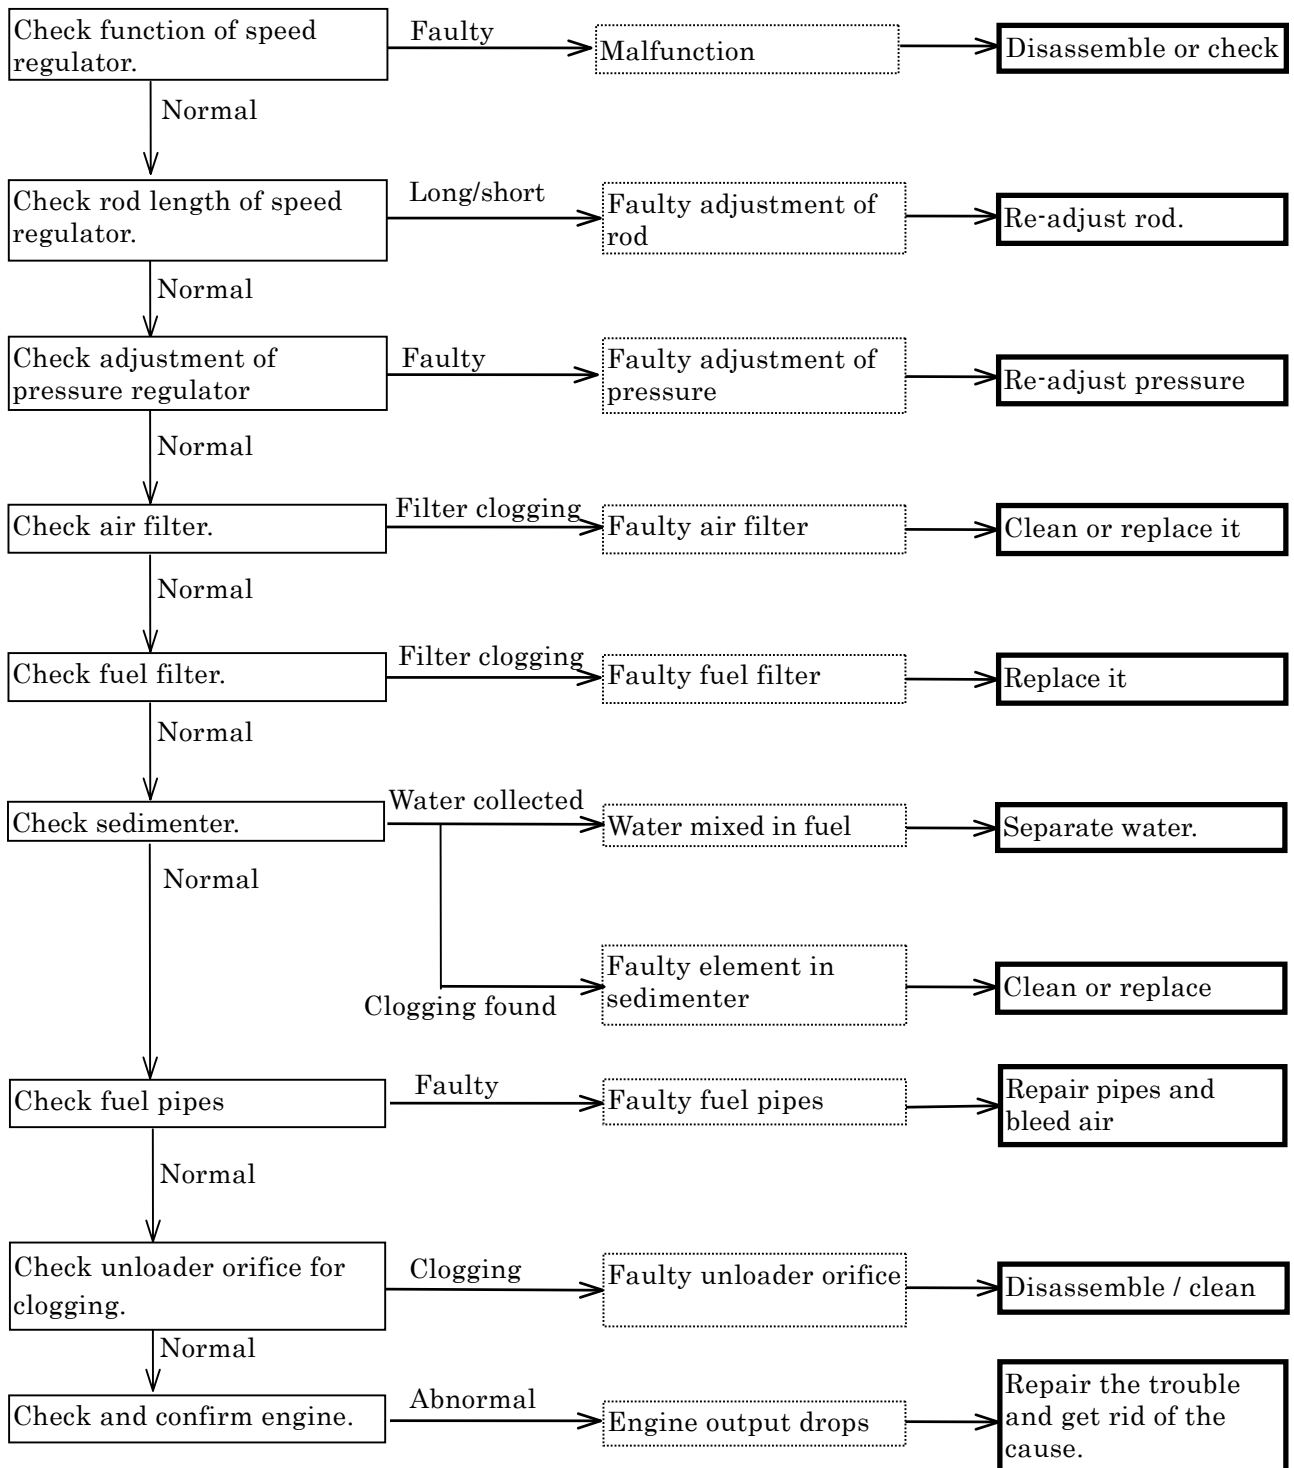 Check function of speed
regulator.
Faulty
Malfunction
Disassemble or check
Normal
Check rod length of speed
regulator.
Long/short
Faulty adjustment of
rod
Re-adjust rod.
Normal
Check adjustment of
pressure regulator
Faulty
Faulty adjustment of
pressure
Re-adjust pressure
Normal
Check air filter.
Filter clogging
Faulty air filter
Clean or replace it
Normal
Check fuel filter.
Filter clogging
Faulty fuel filter
Replace it
Normal
Check sedimenter.
Water collected
Water mixed in fuel
Separate water.
Normal
Clogging found
Faulty element in
sedimenter
Clean or replace
Check fuel pipes
Faulty
Faulty fuel pipes
Repair pipes and
bleed air
Normal
Check unloader orifice for
clogging.
Clogging
Faulty unloader orifice
Disassemble / clean
Normal
Check and confirm engine.
Abnormal
Engine output drops
Repair the trouble
and get rid of the
cause.